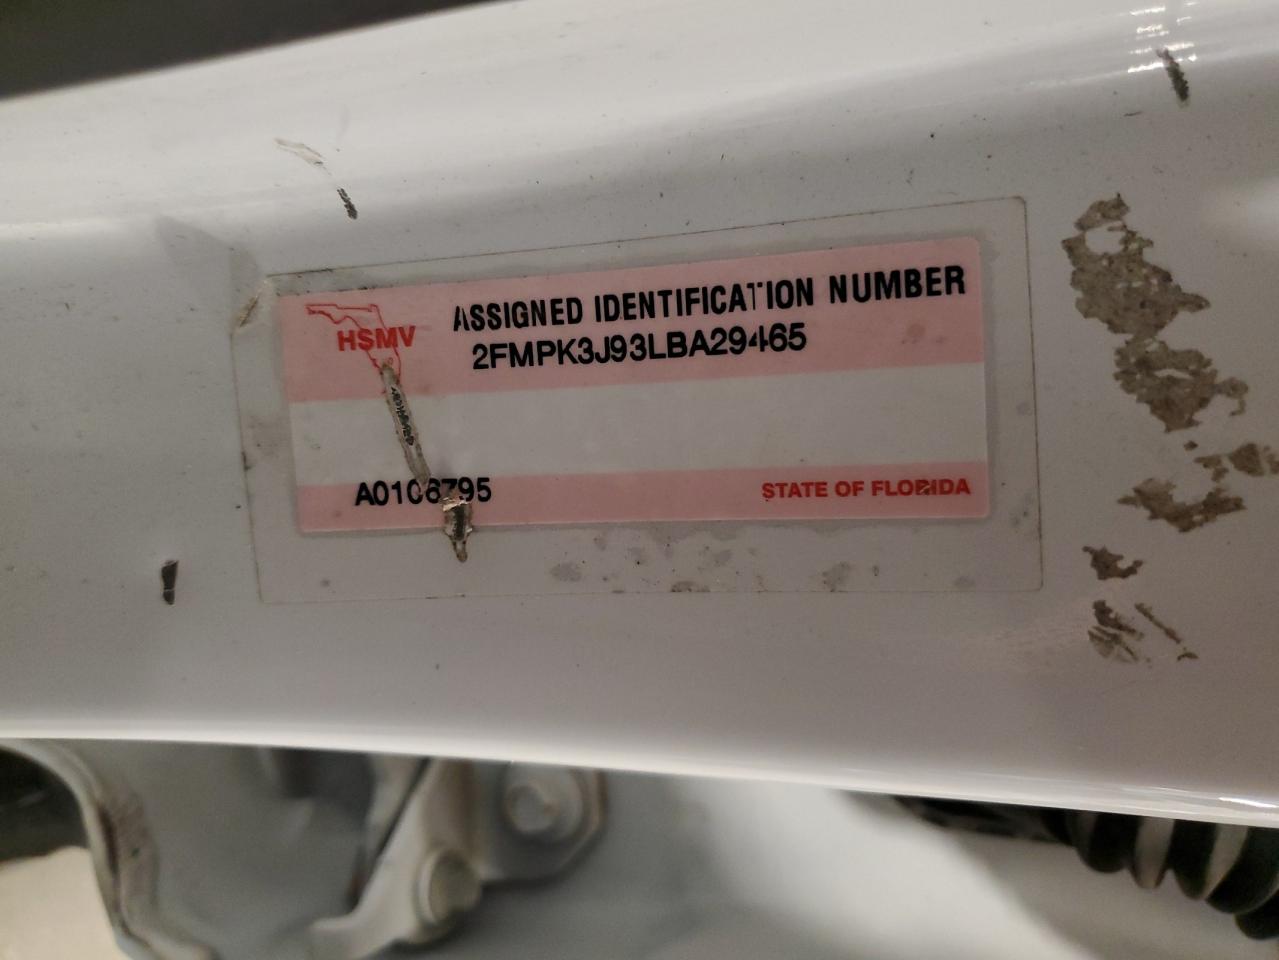 ASSIGNED IDENTIFICATION NUMBER
HSMV
2FMPK3J93LBA29465
A0106795
STATE OF FLORIDA